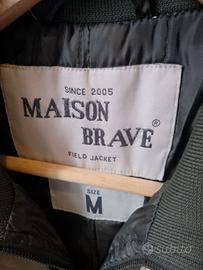 SINCE 2005
MAISON
BRAVE®
FIELD JACKET
SIZE
M
subito